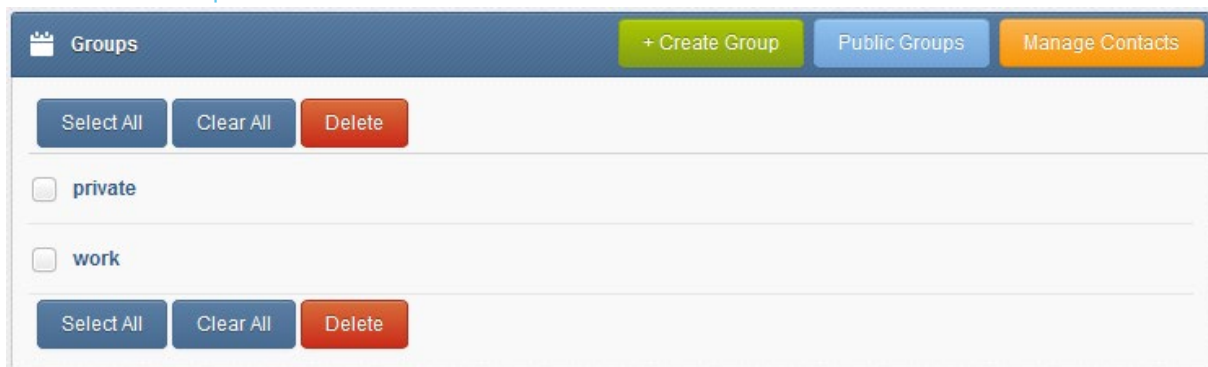 Groups + Create Group Public Groups Manage Contacts
Select All Clear All Delete
private
work
Select All Clear All Delete